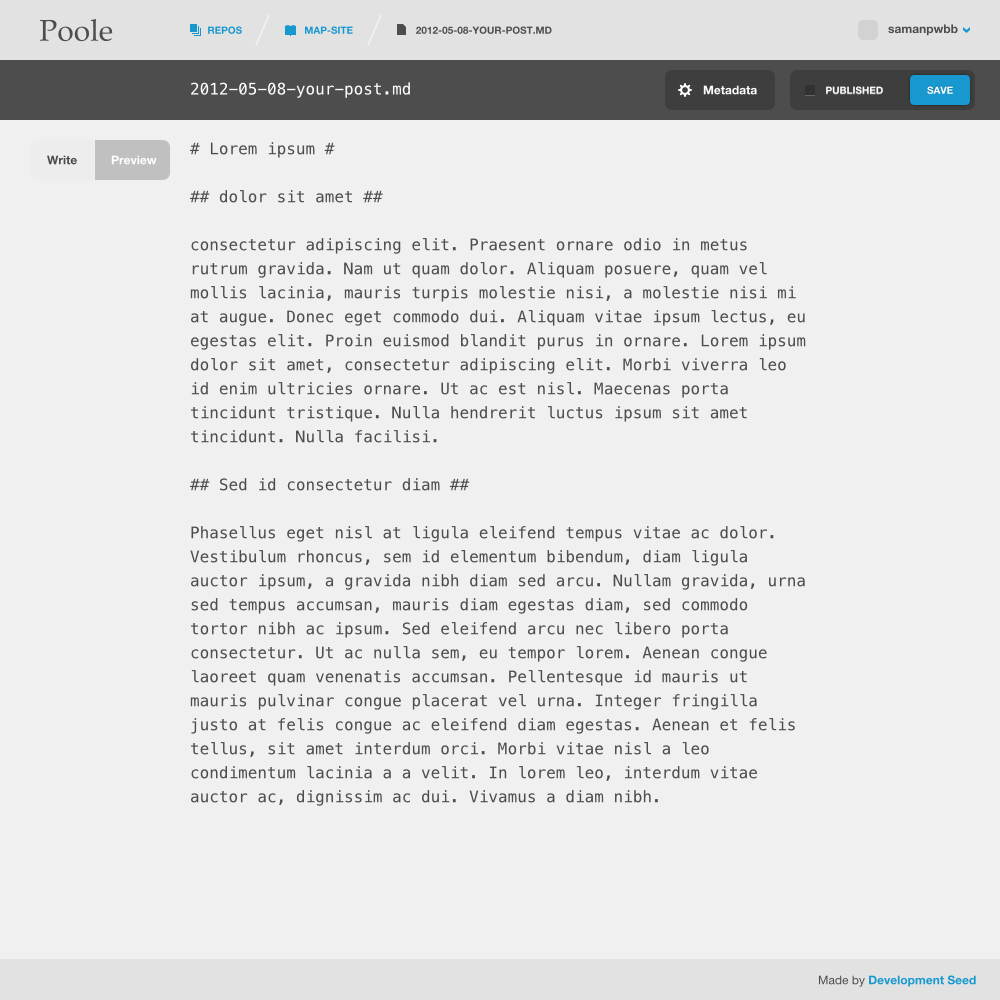 Poole
REPOS
MAP-SITE
2012-05-08-YOUR-POST.MD
samanpwbb
2012-05-08-your-post.md
Metadata
PUBLISHED
SAVE
Write
Preview
# Lorem ipsum #
## dolor sit amet ##
consectetur adipiscing elit. Praesent ornare odio in metus
rutrum gravida. Nam ut quam dolor. Aliquam posuere, quam vel
mollis lacinia, mauris turpis molestie nisi, a molestie nisi mi
at augue. Donec eget commodo dui. Aliquam vitae ipsum lectus, eu
egestas elit. Proin euismod blandit purus in ornare. Lorem ipsum
dolor sit amet, consectetur adipiscing elit. Morbi viverra leo
id enim ultricies ornare. Ut ac est nisl. Maecenas porta
tincidunt tristique. Nulla hendrerit luctus ipsum sit amet
tincidunt. Nulla facilisi.
## Sed id consectetur diam ##
Phasellus eget nisl at ligula eleifend tempus vitae ac dolor.
Vestibulum rhoncus, sem id elementum bibendum, diam ligula
auctor ipsum, a gravida nibh diam sed arcu. Nullam gravida, urna
sed tempus accumsan, mauris diam egestas diam, sed commodo
tortor nibh ac ipsum. Sed eleifend arcu nec libero porta
consectetur. Ut ac nulla sem, eu tempor lorem. Aenean congue
laoreet quam venenatis accumsan. Pellentesque id mauris ut
mauris pulvinar congue placerat vel urna. Integer fringilla
justo at felis congue ac eleifend diam egestas. Aenean et felis
tellus, sit amet interdum orci. Morbi vitae nisl a leo
condimentum lacinia a a velit. In lorem leo, interdum vitae
auctor ac, dignissim ac dui. Vivamus a diam nibh.
Made by Development Seed